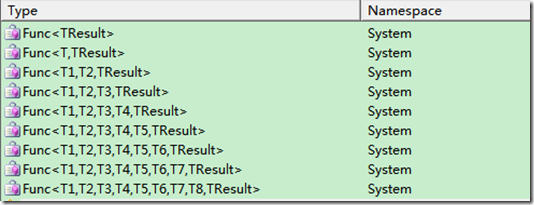 Type Namespace
Func<TResult> System
Func<T,TResult> System
Func<T1,T2,TResult> System
Func<T1,T2,T3,TResult> System
Func<T1,T2,T3,T4,TResult> System
Func<T1,T2,T3,T4,T5,TResult> System
Func<T1,T2,T3,T4,T5,T6,TResult> System
Func<T1,T2,T3,T4,T5,T6,T7,TResult> System
Func<T1,T2,T3,T4,T5,T6,T7,T8,TResult> System